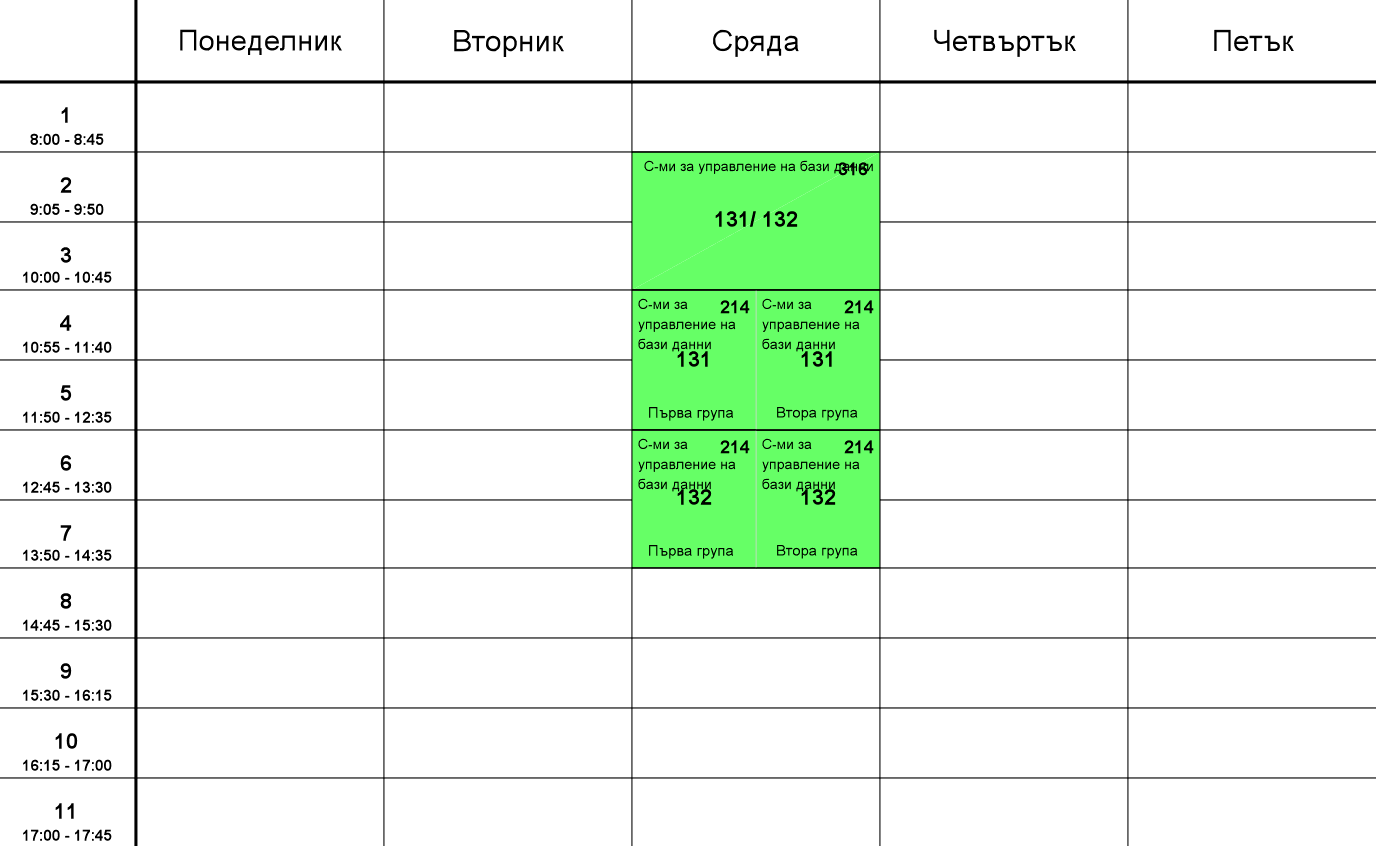 Понеделник Вторник Сряда Четвъртък Петък
1
8:00 - 8:45
2
9:05 - 9:50
С-ми за управление на бази данни 316
131/ 132
3
10:00 - 10:45
4
10:55 - 11:40
С-ми за 214
управление на
бази данни
131
Първа група
С-ми за 214
управление на
бази данни
131
Втора група
5
11:50 - 12:35
6
12:45 - 13:30
С-ми за 214
управление на
бази данни
132
Първа група
С-ми за 214
управление на
бази данни
132
Втора група
7
13:50 - 14:35
8
14:45 - 15:30
9
15:30 - 16:15
10
16:15 - 17:00
11
17:00 - 17:45